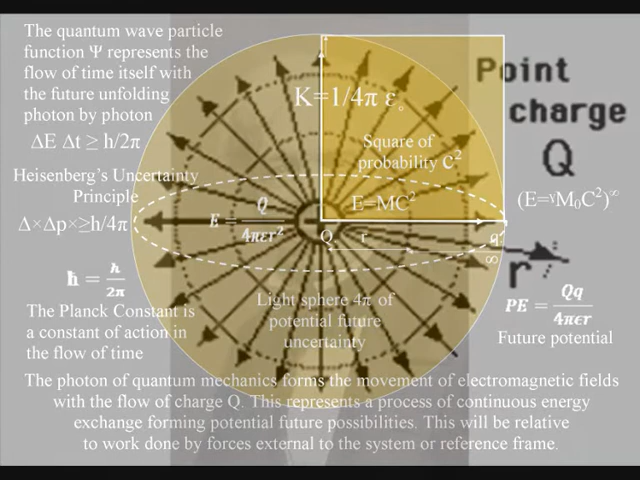 The quantum wave particle
function Ψ represents the
flow of time itself with
the future unfolding
photon by photon
ΔE Δt ≥ h/2π
Heisenberg's Uncertainty
Principle
Δ×Δp×≥h/4π
ħ = h/2π
The Planck Constant is
a constant of action in
the flow of time
K=1/4π ε°
Square of
probability C²
E=MC²
E = Q/4πεr²
Q r q
∞
Light sphere 4π of
potential future
uncertainty
Point
charge
Q
(E=ᵞM₀C²)∞
r
PE = Qq/4πεr
Future potential
The photon of quantum mechanics forms the movement of electromagnetic fields
with the flow of charge Q. This represents a process of continuous energy
exchange forming potential future possibilities. This will be relative
to work done by forces external to the system or reference frame.